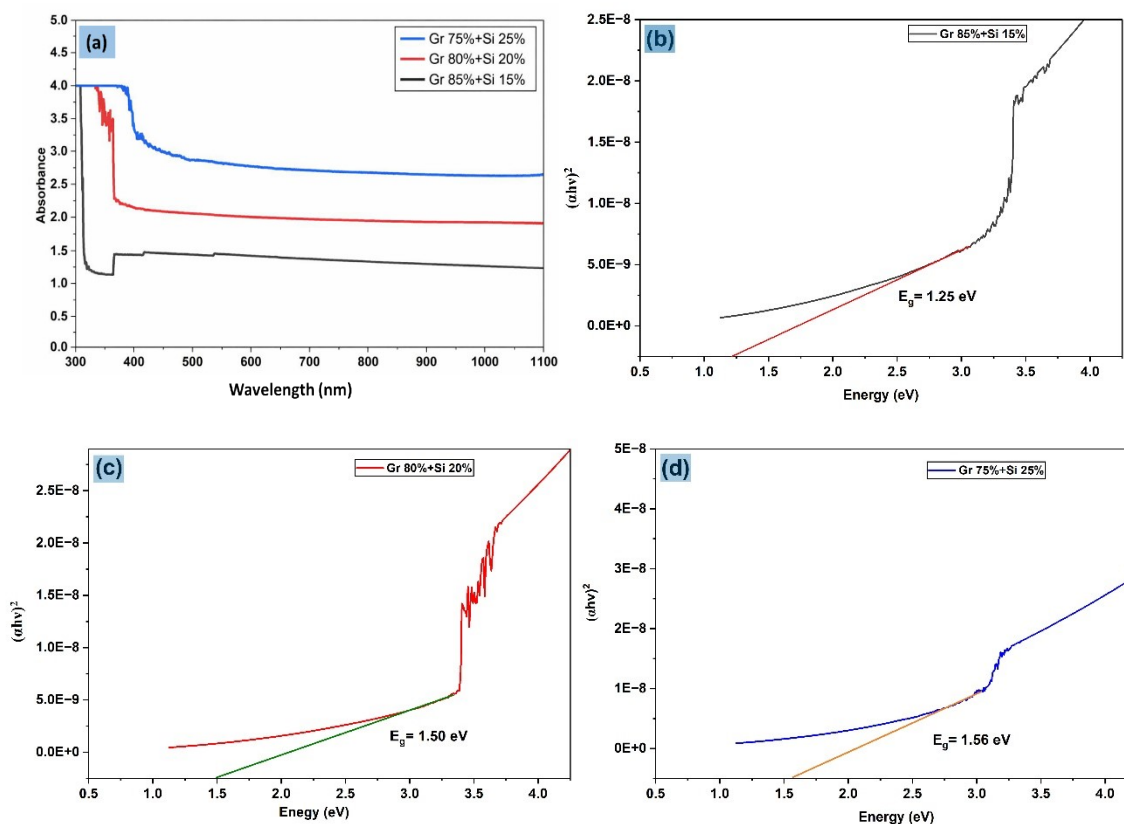 (a)
Gr 75%+Si 25%
Gr 80%+Si 20%
Gr 85%+Si 15%
5.0
4.5
4.0
3.5
3.0
2.5
2.0
1.5
1.0
0.5
0.0
Absorbance
300 400 500 600 700 800 900 1000 1100
Wavelength (nm)
(b)
Gr 85%+Si 15%
2.5E-8
2.0E-8
1.5E-8
1.0E-8
5.0E-9
0.0E+0
(αhν)²
E_g= 1.25 eV
0.5 1.0 1.5 2.0 2.5 3.0 3.5 4.0
Energy (eV)
(c)
Gr 80%+Si 20%
2.5E-8
2.0E-8
1.5E-8
1.0E-8
5.0E-9
0.0E+0
(αhν)²
E_g= 1.50 eV
0.5 1.0 1.5 2.0 2.5 3.0 3.5 4.0
Enegy (eV)
(d)
Gr 75%+Si 25%
5E-8
4E-8
3E-8
2E-8
1E-8
0E+0
(αhν)²
E_g= 1.56 eV
0.5 1.0 1.5 2.0 2.5 3.0 3.5 4.0
Energy (eV)